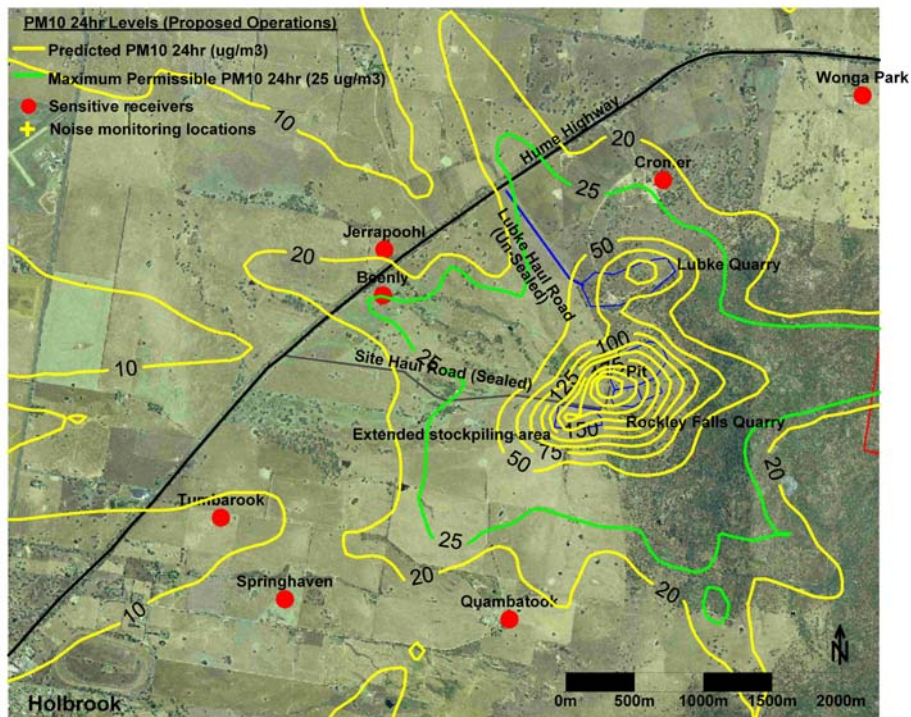 PM10 24hr Levels (Proposed Operations)
Predicted PM10 24hr (ug/m3)
Maximum Permissible PM10 24hr (25 ug/m3)
Sensitive receivers
Noise monitoring locations
Wonga Park
10
Hume Highway
20
Cromer
25
Jerrapoohl
20
Lubke Haul Road
(Un-Sealed)
50
Lubke Quarry
Beenly
10
25
Site Haul Road (Sealed)
100
125
Pit
Rockley Falls Quarry
Extended stockpiling area
150
75
50
20
Tumbarook
25
20
20
Springhaven
Quambatook
10
N
0m 500m 1000m 1500m 2000m
Holbrook